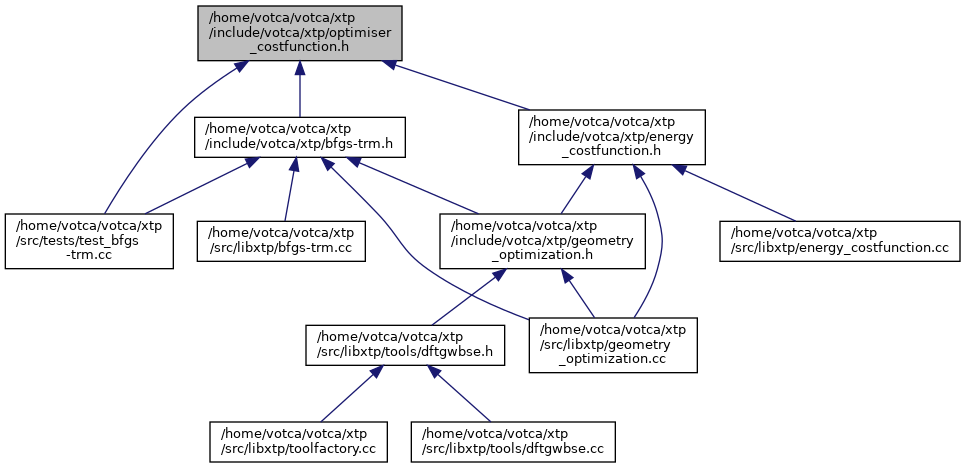 /home/votca/votca/xtp
/include/votca/xtp/optimiser
_costfunction.h
/home/votca/votca/xtp
/include/votca/xtp/bfgs-trm.h
/home/votca/votca/xtp
/include/votca/xtp/energy
_costfunction.h
/home/votca/votca/xtp
/src/tests/test_bfgs
-trm.cc
/home/votca/votca/xtp
/src/libxtp/bfgs-trm.cc
/home/votca/votca/xtp
/include/votca/xtp/geometry
_optimization.h
/home/votca/votca/xtp
/src/libxtp/energy_costfunction.cc
/home/votca/votca/xtp
/src/libxtp/tools/dftgwbse.h
/home/votca/votca/xtp
/src/libxtp/geometry
_optimization.cc
/home/votca/votca/xtp
/src/libxtp/toolfactory.cc
/home/votca/votca/xtp
/src/libxtp/tools/dftgwbse.cc